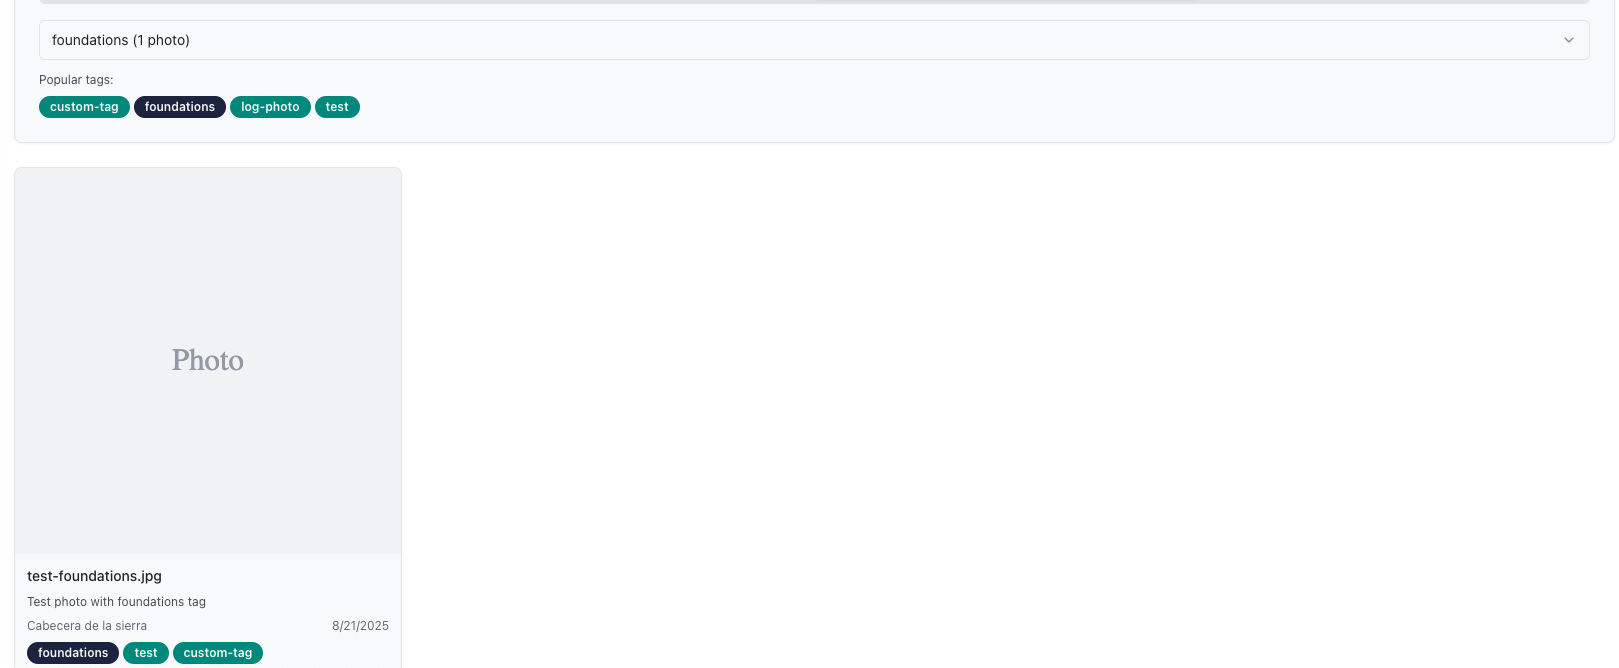 foundations (1 photo)
Popular tags:
custom-tag foundations log-photo test
Photo
test-foundations.jpg
Test photo with foundations tag
Cabecera de la sierra 8/21/2025
foundations test custom-tag